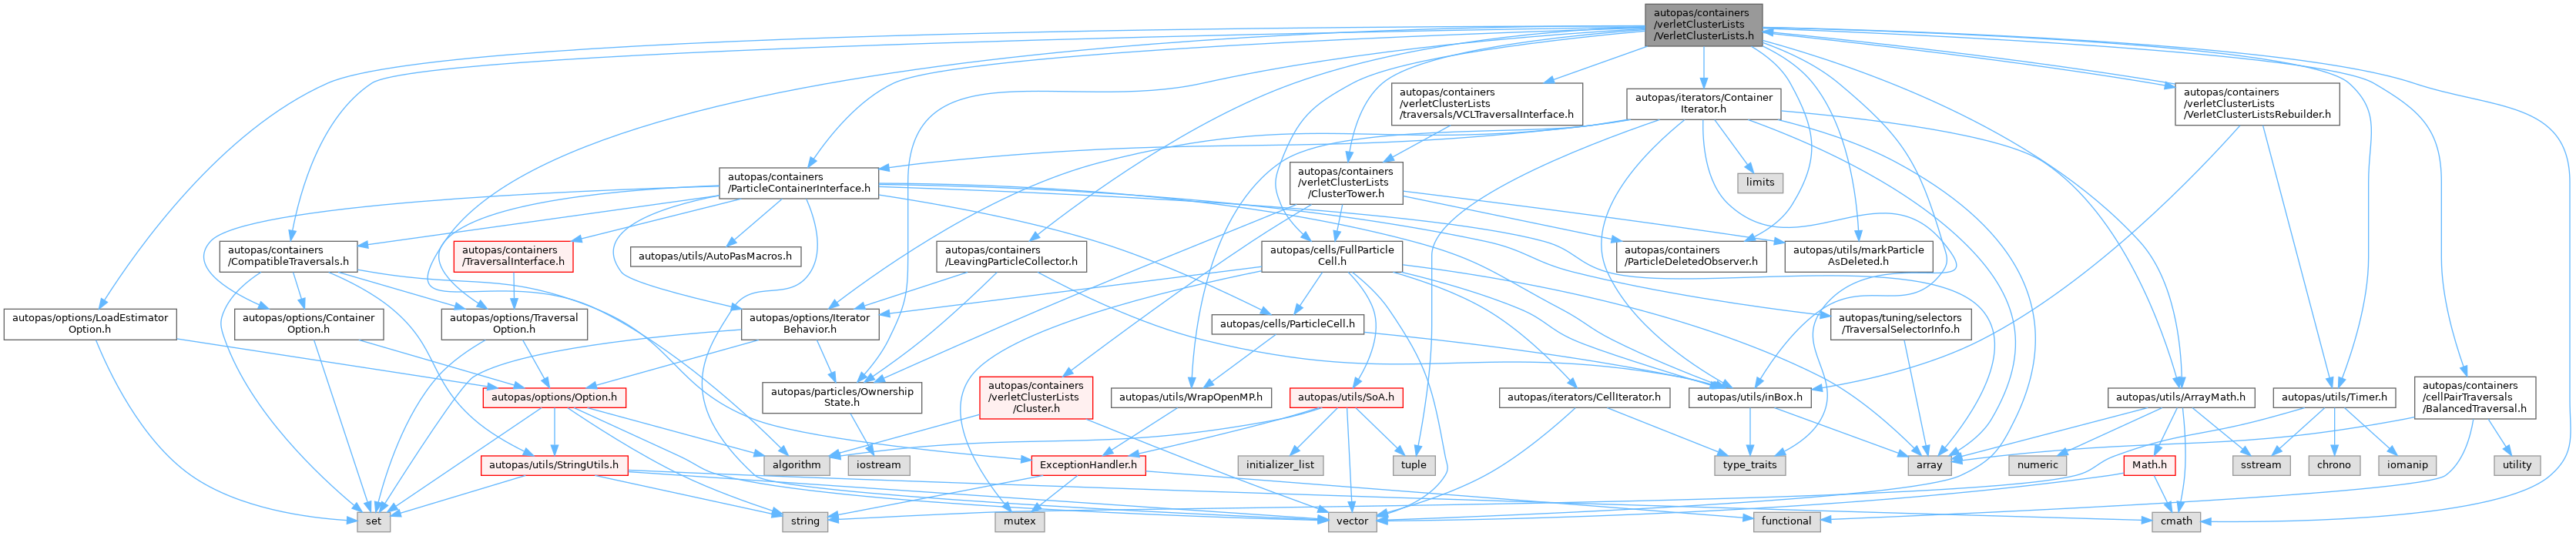 autopas/containers
/verletClusterLists
/VerletClusterLists.h
autopas/containers
/verletClusterLists
/traversals/VCLTraversalInterface.h
autopas/iterators/Container
Iterator.h
autopas/containers
/verletClusterLists
/VerletClusterListsRebuilder.h
limits
autopas/containers
/ParticleContainerInterface.h
autopas/containers
/verletClusterLists
/ClusterTower.h
autopas/containers
/CompatibleTraversals.h
autopas/containers
/TraversalInterface.h
autopas/utils/AutoPasMacros.h
autopas/containers
/LeavingParticleCollector.h
autopas/cells/FullParticle
Cell.h
autopas/containers
/ParticleDeletedObserver.h
autopas/utils/markParticle
AsDeleted.h
autopas/options/LoadEstimator
Option.h
autopas/options/Container
Option.h
autopas/options/Traversal
Option.h
autopas/options/Iterator
Behavior.h
autopas/cells/ParticleCell.h
autopas/tuning/selectors
/TraversalSelectorInfo.h
autopas/options/Option.h
autopas/particles/Ownership
State.h
autopas/containers
/verletClusterLists
/Cluster.h
autopas/utils/WrapOpenMP.h
autopas/utils/SoA.h
autopas/iterators/CellIterator.h
autopas/utils/inBox.h
autopas/utils/ArrayMath.h
autopas/utils/Timer.h
autopas/containers
/cellPairTraversals
/BalancedTraversal.h
autopas/utils/StringUtils.h
algorithm
iostream
ExceptionHandler.h
initializer_list
tuple
type_traits
array
numeric
Math.h
sstream
chrono
iomanip
utility
set
string
mutex
vector
functional
cmath